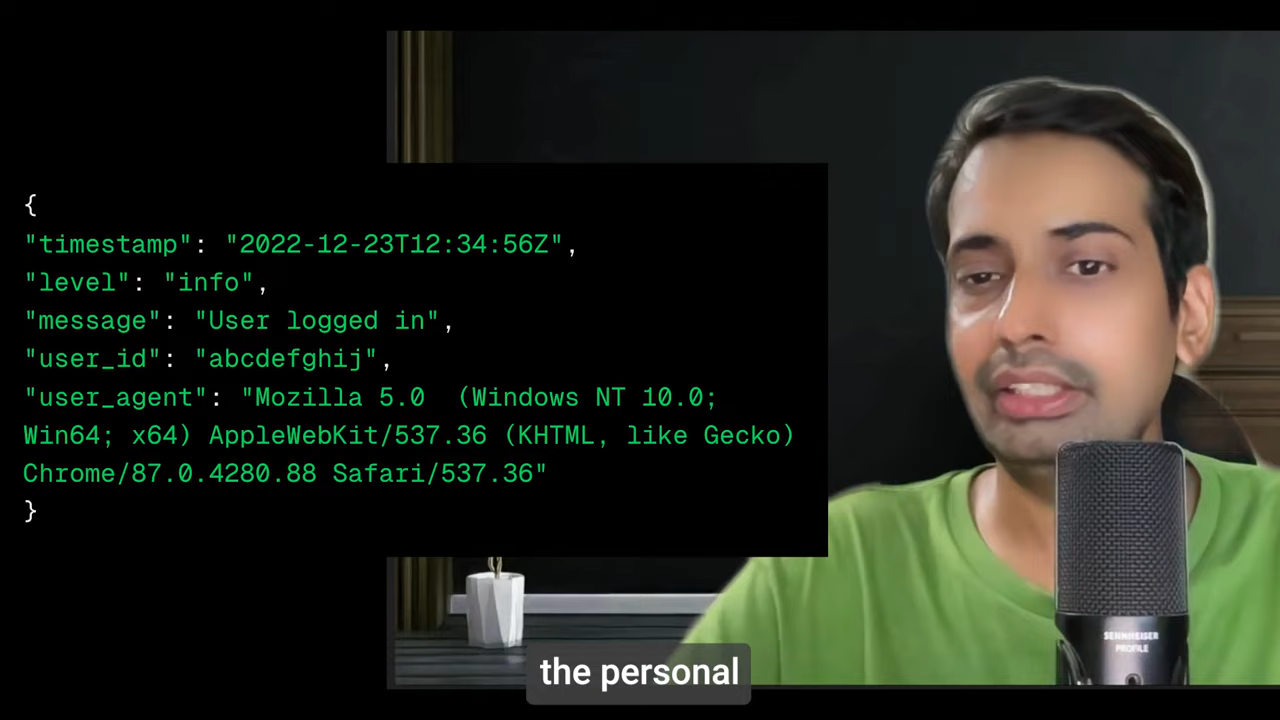 {
"timestamp": "2022-12-23T12:34:56Z",
"level": "info",
"message": "User logged in",
"user_id": "abcdefghij",
"user_agent": "Mozilla 5.0  (Windows NT 10.0;
Win64; x64) AppleWebKit/537.36 (KHTML, like Gecko)
Chrome/87.0.4280.88 Safari/537.36"
}
SENNHEISER
PROFILE
the personal